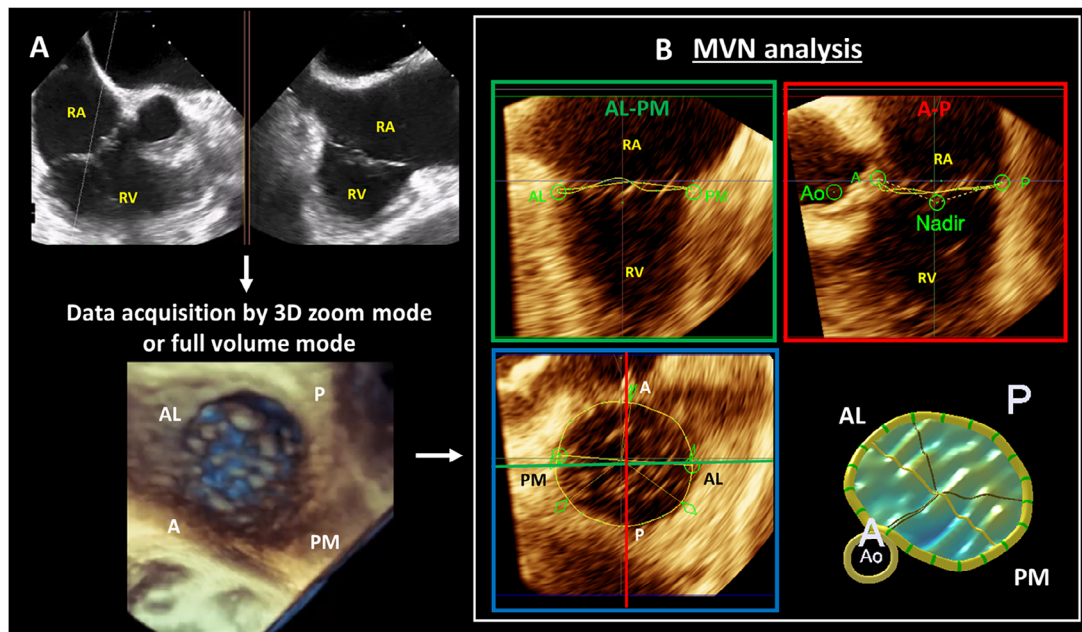 A
RA
RV
RA
RV
Data acquisition by 3D zoom mode
or full volume mode
AL
P
A
PM
B MVN analysis
AL-PM
RA
AL
PM
RV
A-P
RA
A
P
Ao
Nadir
RV
A
PM
AL
P
P
AL
A
Ao
PM